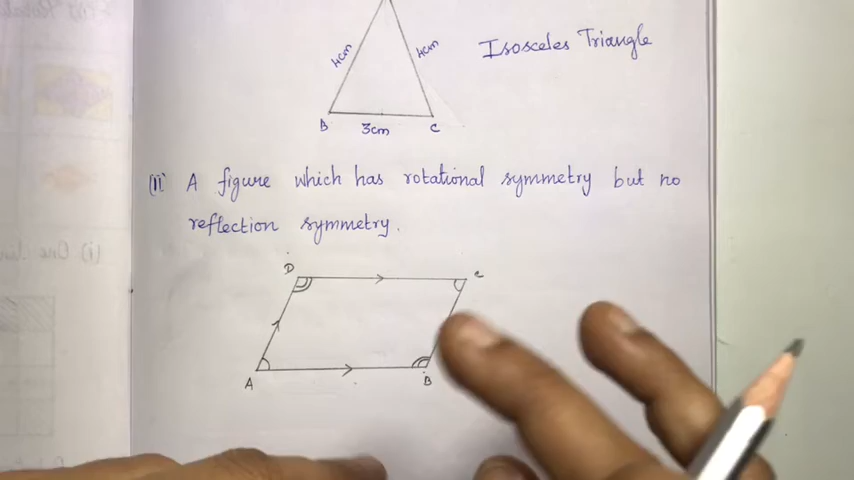 4cm
4cm
Isosceles Triangle
B
3cm
C
(ii) A figure which has rotational symmetry but no
reflection symmetry.
D
C
A
B